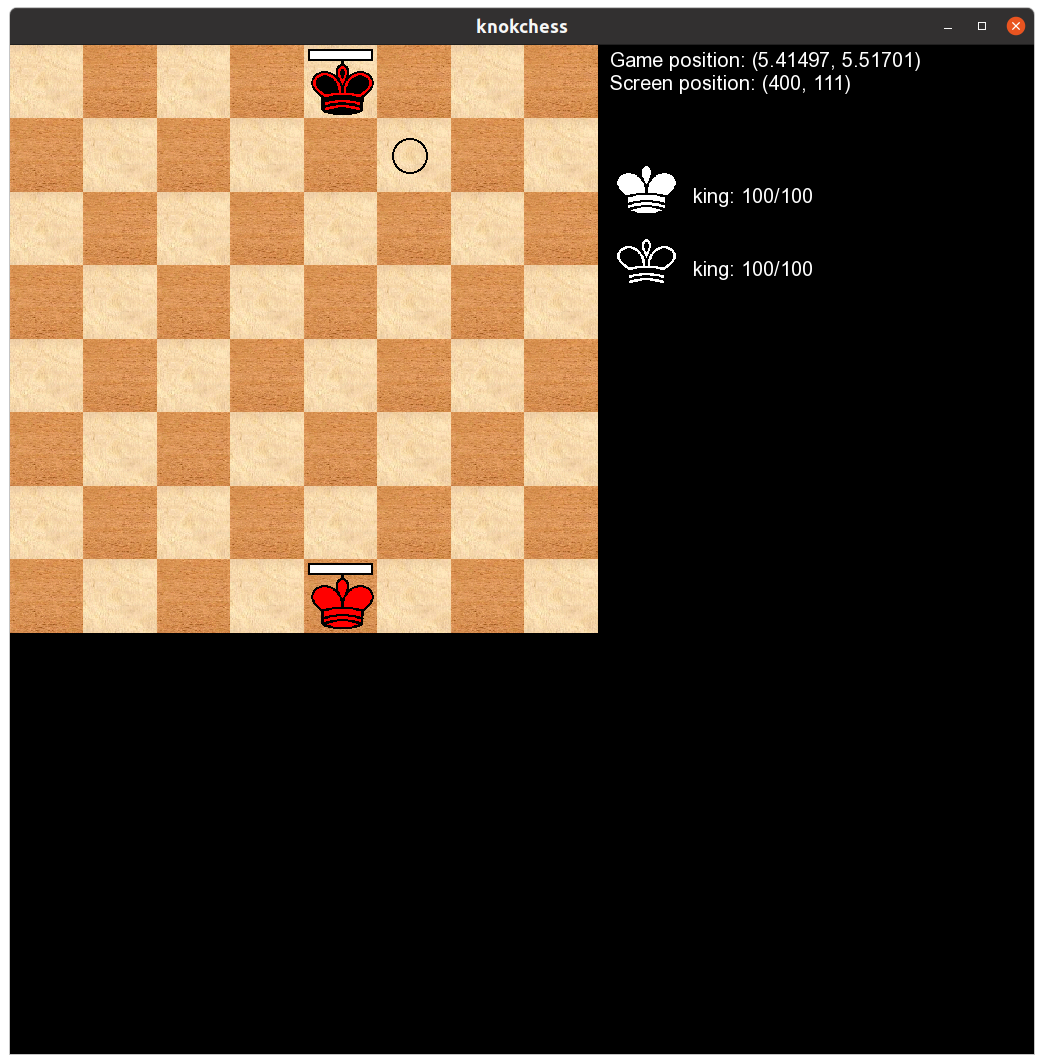 knokchess
Game position: (5.41497, 5.51701)
Screen position: (400, 111)
king: 100/100
king: 100/100